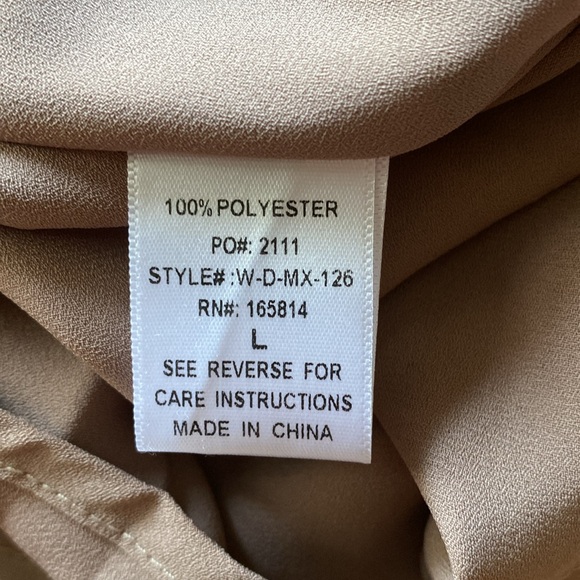 100% POLYESTER
PO#: 2111
STYLE# :W-D-MX-126
RN#: 165814
L
SEE REVERSE FOR
CARE INSTRUCTIONS
MADE IN CHINA